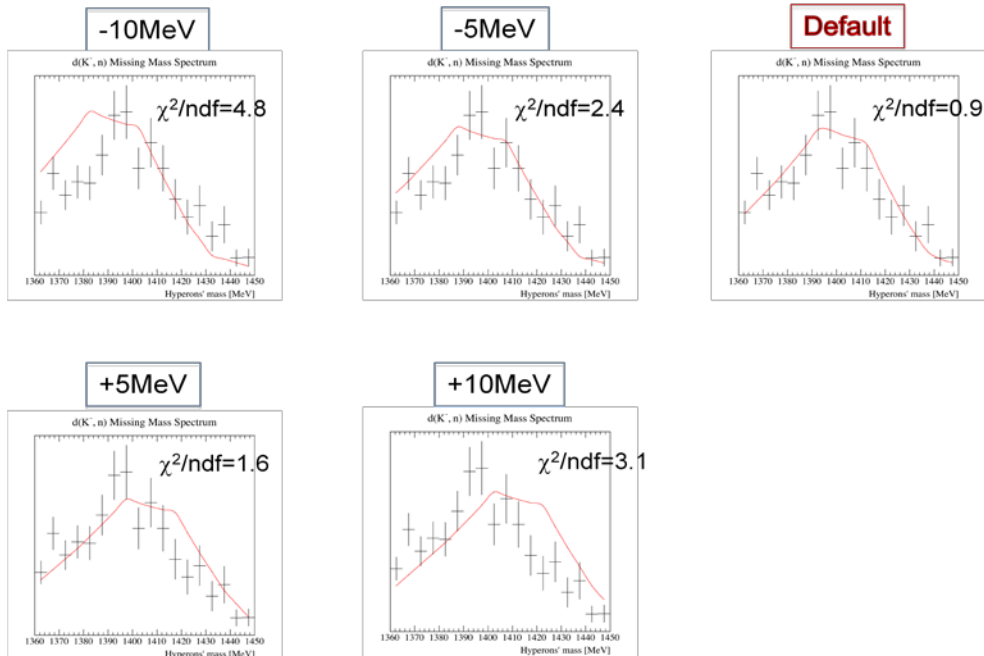 -10MeV
d(K⁻, n) Missing Mass Spectrum
χ²/ndf=4.8
1360 1370 1380 1390 1400 1410 1420 1430 1440 1450
Hyperons' mass [MeV]
-5MeV
d(K⁻, n) Missing Mass Spectrum
χ²/ndf=2.4
1360 1370 1380 1390 1400 1410 1420 1430 1440 1450
Hyperons' mass [MeV]
Default
d(K⁻, n) Missing Mass Spectrum
χ²/ndf=0.9
1360 1370 1380 1390 1400 1410 1420 1430 1440 1450
Hyperons' mass [MeV]
+5MeV
d(K⁻, n) Missing Mass Spectrum
χ²/ndf=1.6
1360 1370 1380 1390 1400 1410 1420 1430 1440 1450
Hyperons' mass [MeV]
+10MeV
d(K⁻, n) Missing Mass Spectrum
χ²/ndf=3.1
1360 1370 1380 1390 1400 1410 1420 1430 1440 1450
Hyperons' mass [MeV]